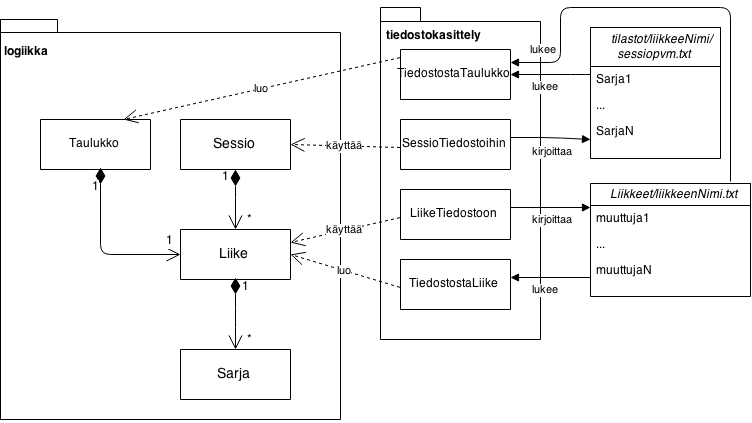 logiikka
Taulukko
Sessio
1
1
*
1
Liike
1
*
Sarja
luo
käyttää
käyttää
luo
tiedostokasittely
TiedostostaTaulukko
SessioTiedostoihin
LiikeTiedostoon
TiedostostaLiike
lukee
lukee
kirjoittaa
kirjoittaa
lukee
tilastot/liikkeeNimi/
sessiopvm.txt
Sarja1
...
SarjaN
Liikkeet/liikkeenNimi.txt
muuttuja1
...
muuttujaN